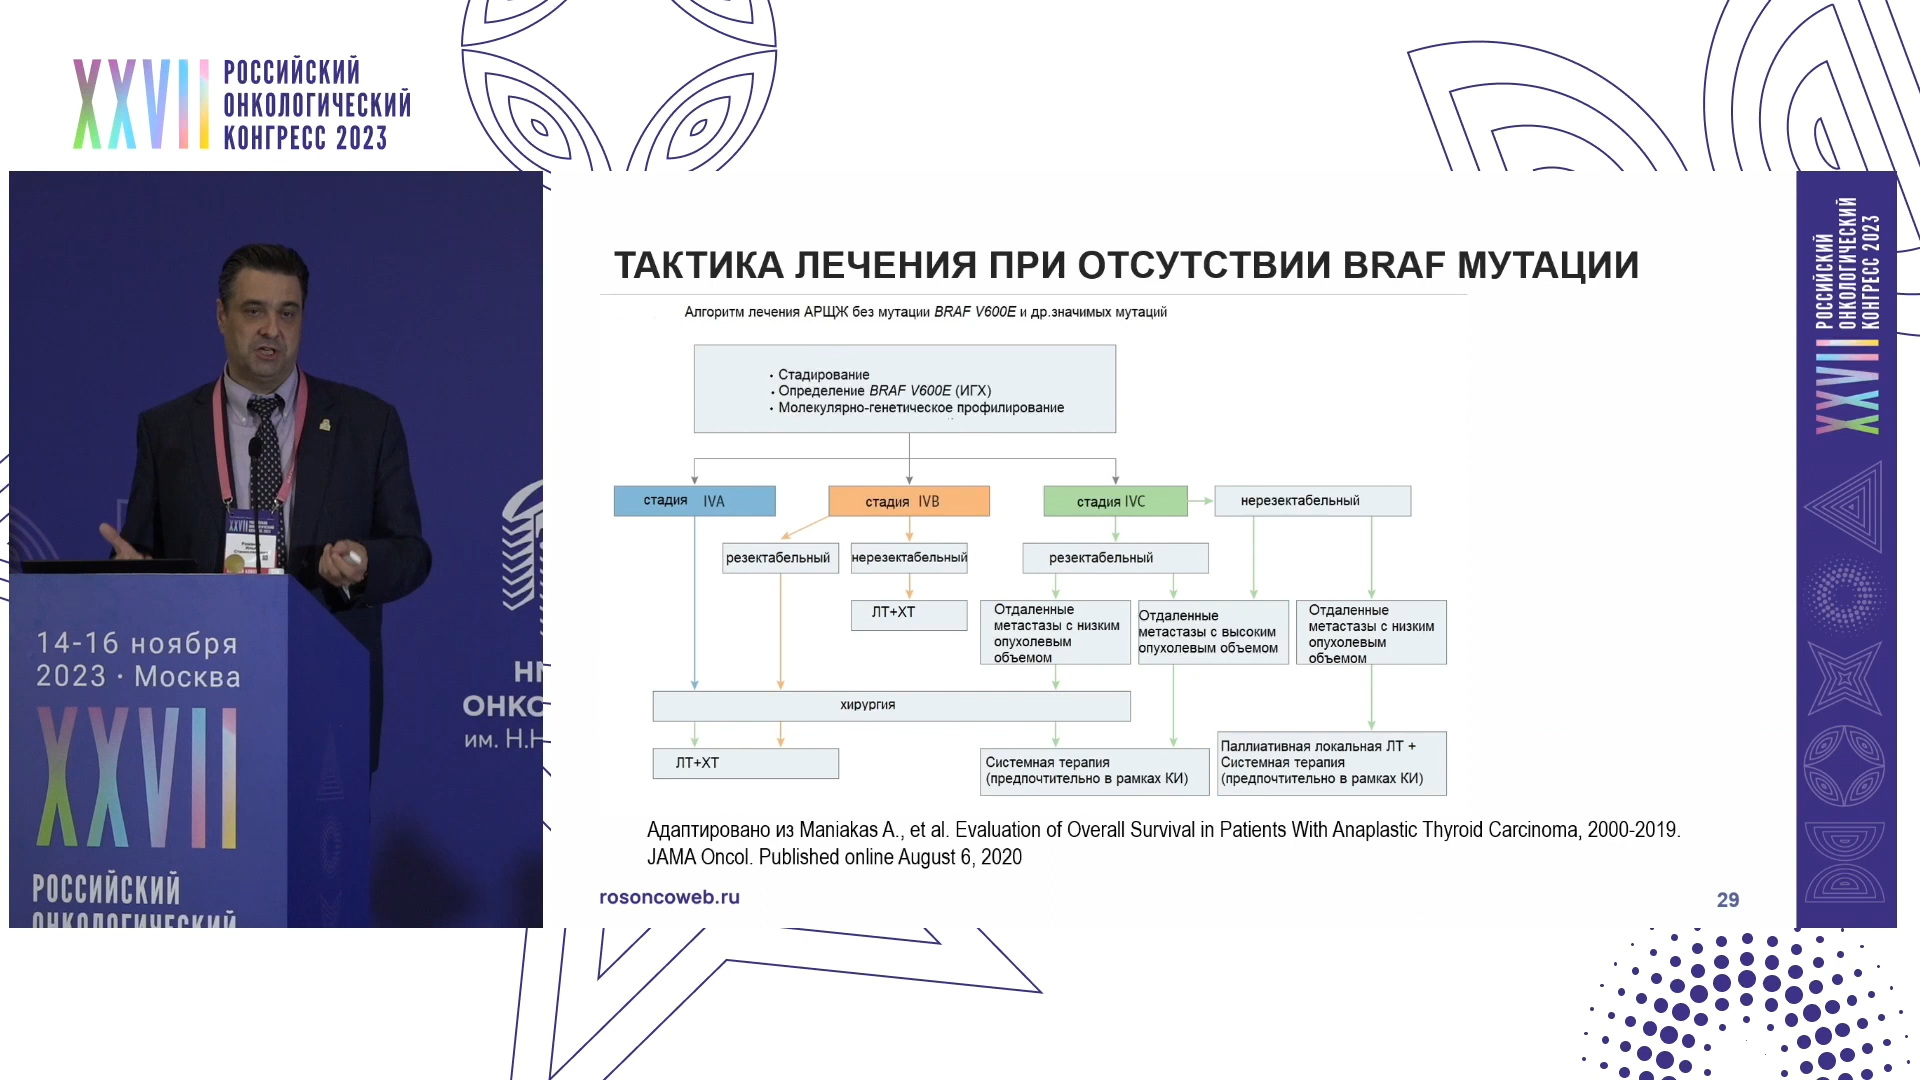 XXVII
РОССИЙСКИЙ
ОНКОЛОГИЧЕСКИЙ
КОНГРЕСС 2023
ТАКТИКА ЛЕЧЕНИЯ ПРИ ОТСУТСТВИИ BRAF МУТАЦИИ
Алгоритм лечения АРЩЖ без мутации BRAF V600E и др.значимых мутаций
• Стадирование
• Определение BRAF V600E (ИГХ)
• Молекулярно-генетическое профилирование
стадия IVA
стадия IVB
стадия IVC
нерезектабельный
резектабельный
нерезектабельный
резектабельный
ЛТ+ХТ
Отдаленные
метастазы с низким
опухолевым
объемом
Отдаленные
метастазы с высоким
опухолевым объемом
Отдаленные
метастазы с низким
опухолевым
объемом
хирургия
ЛТ+ХТ
Системная терапия
(предпочтительно в рамках КИ)
Паллиативная локальная ЛТ +
Системная терапия
(предпочтительно в рамках КИ)
Адаптировано из Maniakas A., et al. Evaluation of Overall Survival in Patients With Anaplastic Thyroid Carcinoma, 2000-2019.
JAMA Oncol. Published online August 6, 2020
rosoncoweb.ru
29
РОССИЙСКИЙ
ОНКОЛОГИЧЕСКИЙ
КОНГРЕСС 2023
XXVII
14-16 ноября
2023 · Москва
XXVII
РОССИЙСКИЙ
ОНКОЛОГИЧЕСКИЙ
XXVII
НМ
ОНКО
им. Н.Н